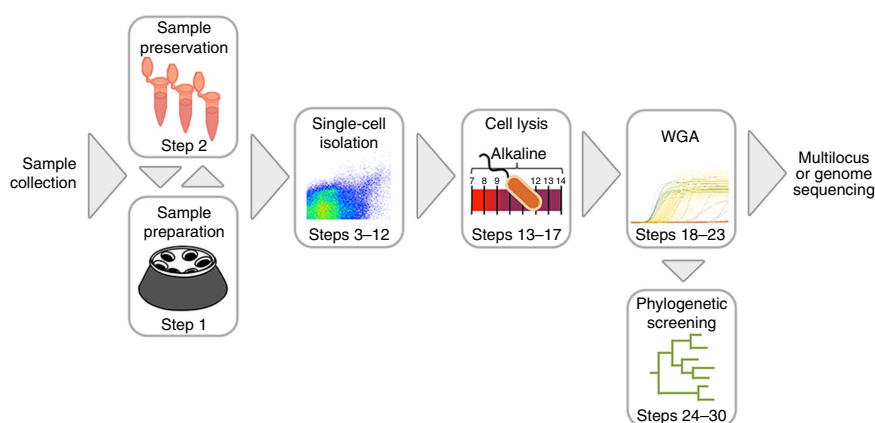 Sample
collection
Sample
preservation
Step 2
Sample
preparation
Step 1
Single-cell
isolation
Steps 3–12
Cell lysis
Alkaline
7 8 9 12 13 14
Steps 13–17
WGA
Steps 18–23
Phylogenetic
screening
Steps 24–30
Multilocus
or genome
sequencing